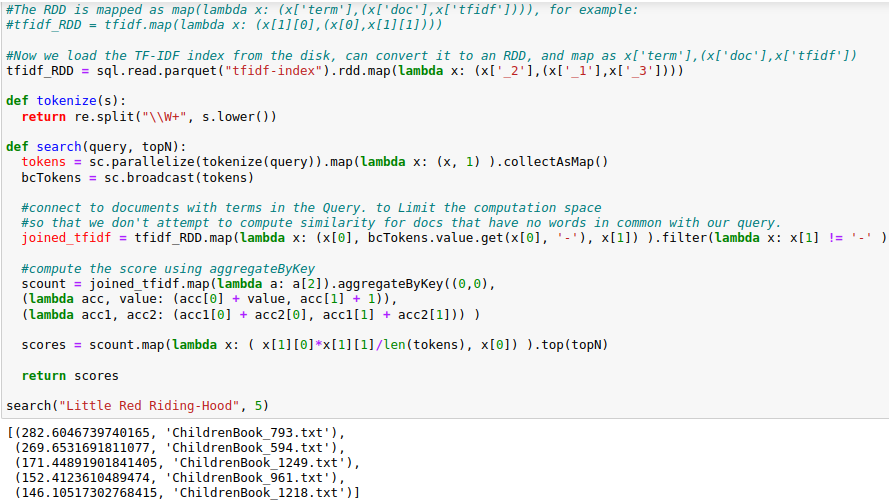 #The RDD is mapped as map(lambda x: (x['term'],(x['doc'],x['tfidf']))), for example:
#tfidf_RDD = tfidf.map(lambda x: (x[1][0],(x[0],x[1][1])))
#Now we load the TF-IDF index from the disk, can convert it to an RDD, and map as x['term'],(x['doc'],x['tfidf'])
tfidf_RDD = sql.read.parquet("tfidf-index").rdd.map(lambda x: (x['_2'],(x['_1'],x['_3'])))
def tokenize(s):
  return re.split("\\W+", s.lower())
def search(query, topN):
  tokens = sc.parallelize(tokenize(query)).map(lambda x: (x, 1) ).collectAsMap()
  bcTokens = sc.broadcast(tokens)
  #connect to documents with terms in the Query. to Limit the computation space
  #so that we don't attempt to compute similarity for docs that have no words in common with our query.
  joined_tfidf = tfidf_RDD.map(lambda x: (x[0], bcTokens.value.get(x[0], '-'), x[1]) ).filter(lambda x: x[1] != '-' )
  #compute the score using aggregateByKey
  scount = joined_tfidf.map(lambda a: a[2]).aggregateByKey((0,0),
  (lambda acc, value: (acc[0] + value, acc[1] + 1)),
  (lambda acc1, acc2: (acc1[0] + acc2[0], acc1[1] + acc2[1])) )
  scores = scount.map(lambda x: ( x[1][0]*x[1][1]/len(tokens), x[0]) ).top(topN)
  return scores
search("Little Red Riding-Hood", 5)
[(282.6046739740165, 'ChildrenBook_793.txt'),
 (269.6531691811077, 'ChildrenBook_594.txt'),
 (171.44891901841405, 'ChildrenBook_1249.txt'),
 (152.4123610489474, 'ChildrenBook_961.txt'),
 (146.10517302768415, 'ChildrenBook_1218.txt')]